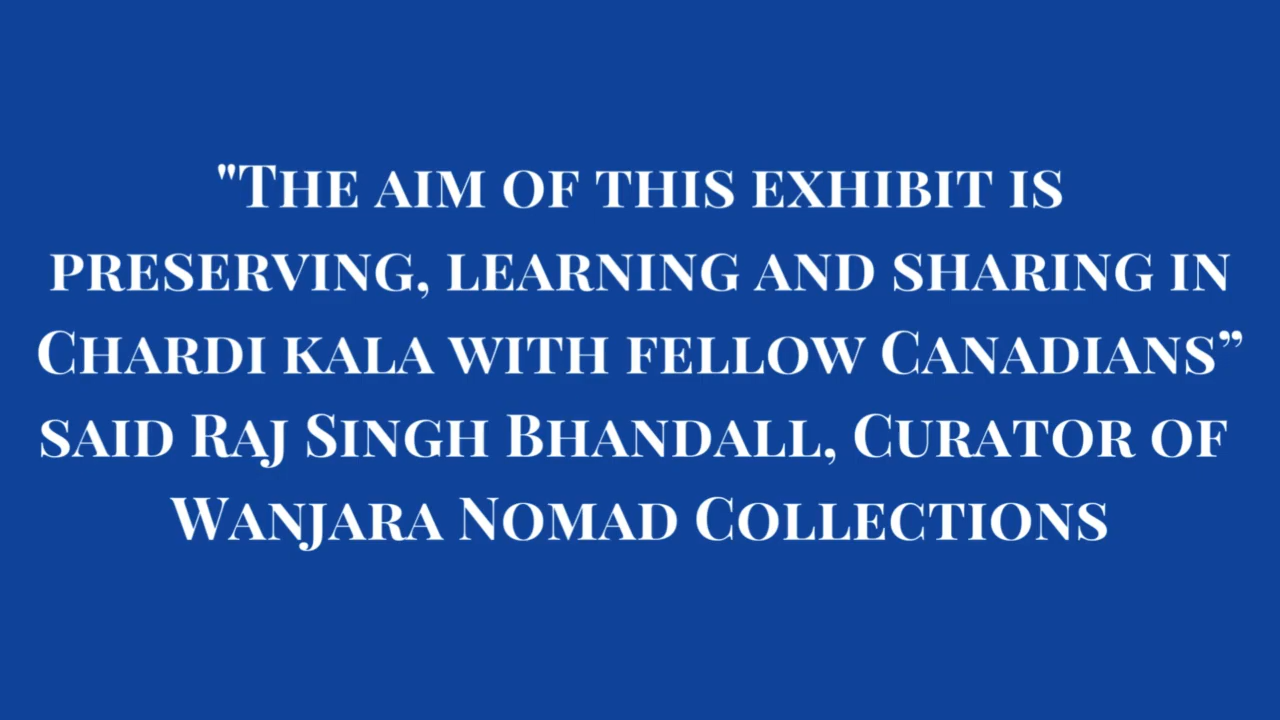 "The aim of this exhibit is
preserving, learning and sharing in
Chardi kala with fellow Canadians”
said Raj Singh Bhandall, Curator of
Wanjara Nomad Collections